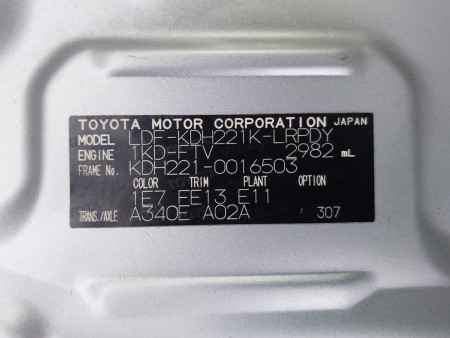 TOYOTA MOTOR CORPORATION JAPAN
MODEL LDF-KDH221K-LRPDY
ENGINE 1KD-FTV 2982 mL
FRAME No. KDH221-0016503
COLOR TRIM PLANT OPTION
1E7 FE13 E11
TRANS./AXLE A340E A02A ' 307